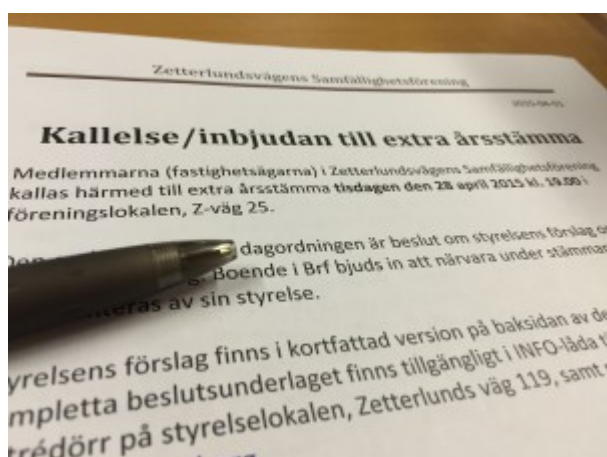 Zetterlundsvägens Samfällighetsförening
2015-04-01
Kallelse/inbjudan till extra årsstämma
Medlemmarna (fastighetsägarna) i Zetterlundsvägens Samfällighetsförening
kallas härmed till extra årsstämma tisdagen den 28 april 2015 kl. 19.00 i
föreningslokalen, Z-väg 25.
dagordningen är beslut om styrelsens förslag
Boende i Brf bjuds in att närvara under stämman
av sin styrelse.
yrelsens förslag finns i kortfattad version på baksidan av de
mpletta beslutsunderlaget finns tillgängligt i INFO-låda
trédörr på styrelselokalen, Zetterlunds väg 119, samt